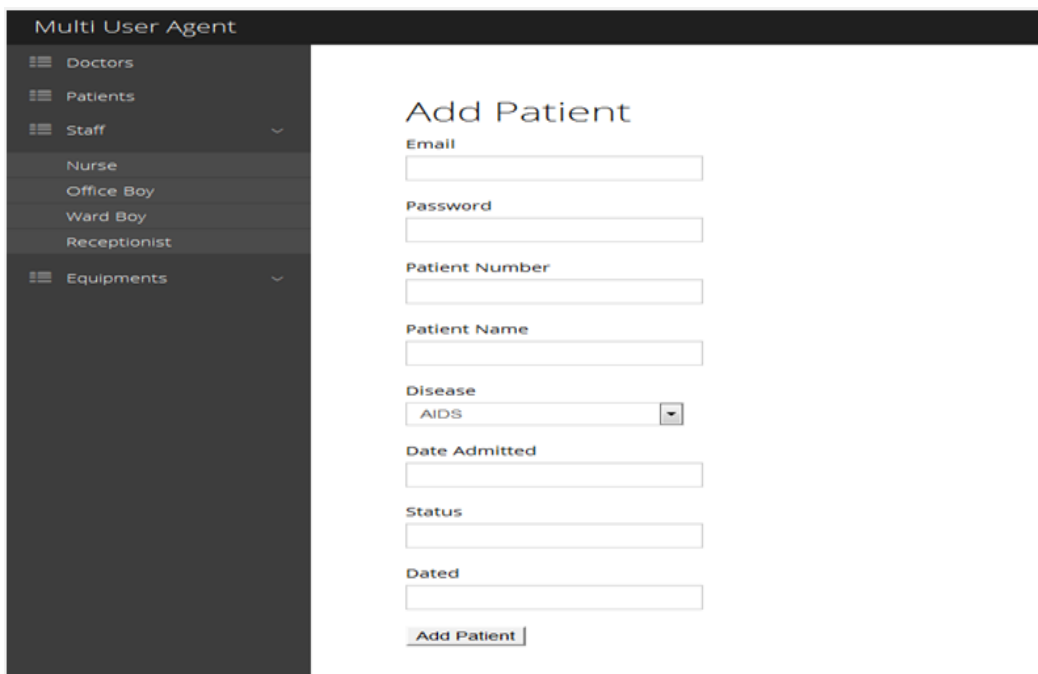 Multi User Agent
Doctors
Patients
Staff
Nurse
Office Boy
Ward Boy
Receptionist
Equipments
Add Patient
Email
Password
Patient Number
Patient Name
Disease
AIDS
Date Admitted
Status
Dated
Add Patient